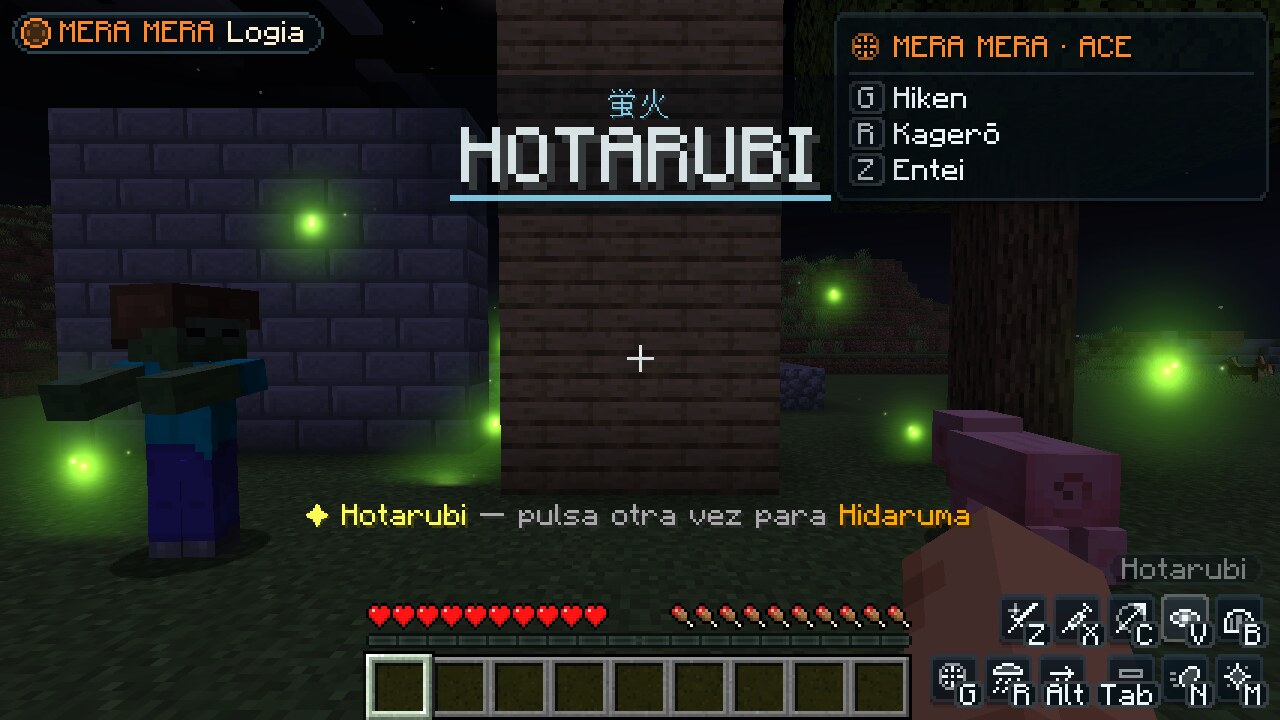 MERA MERA Logia
MERA MERA · ACE
G Hiken
R Kagerō
Z Entei
蛍火
HOTARUBI
✦ Hotarubi — pulsa otra vez para Hidaruma
Hotarubi
Z X C V B
G R Alt Tab N M